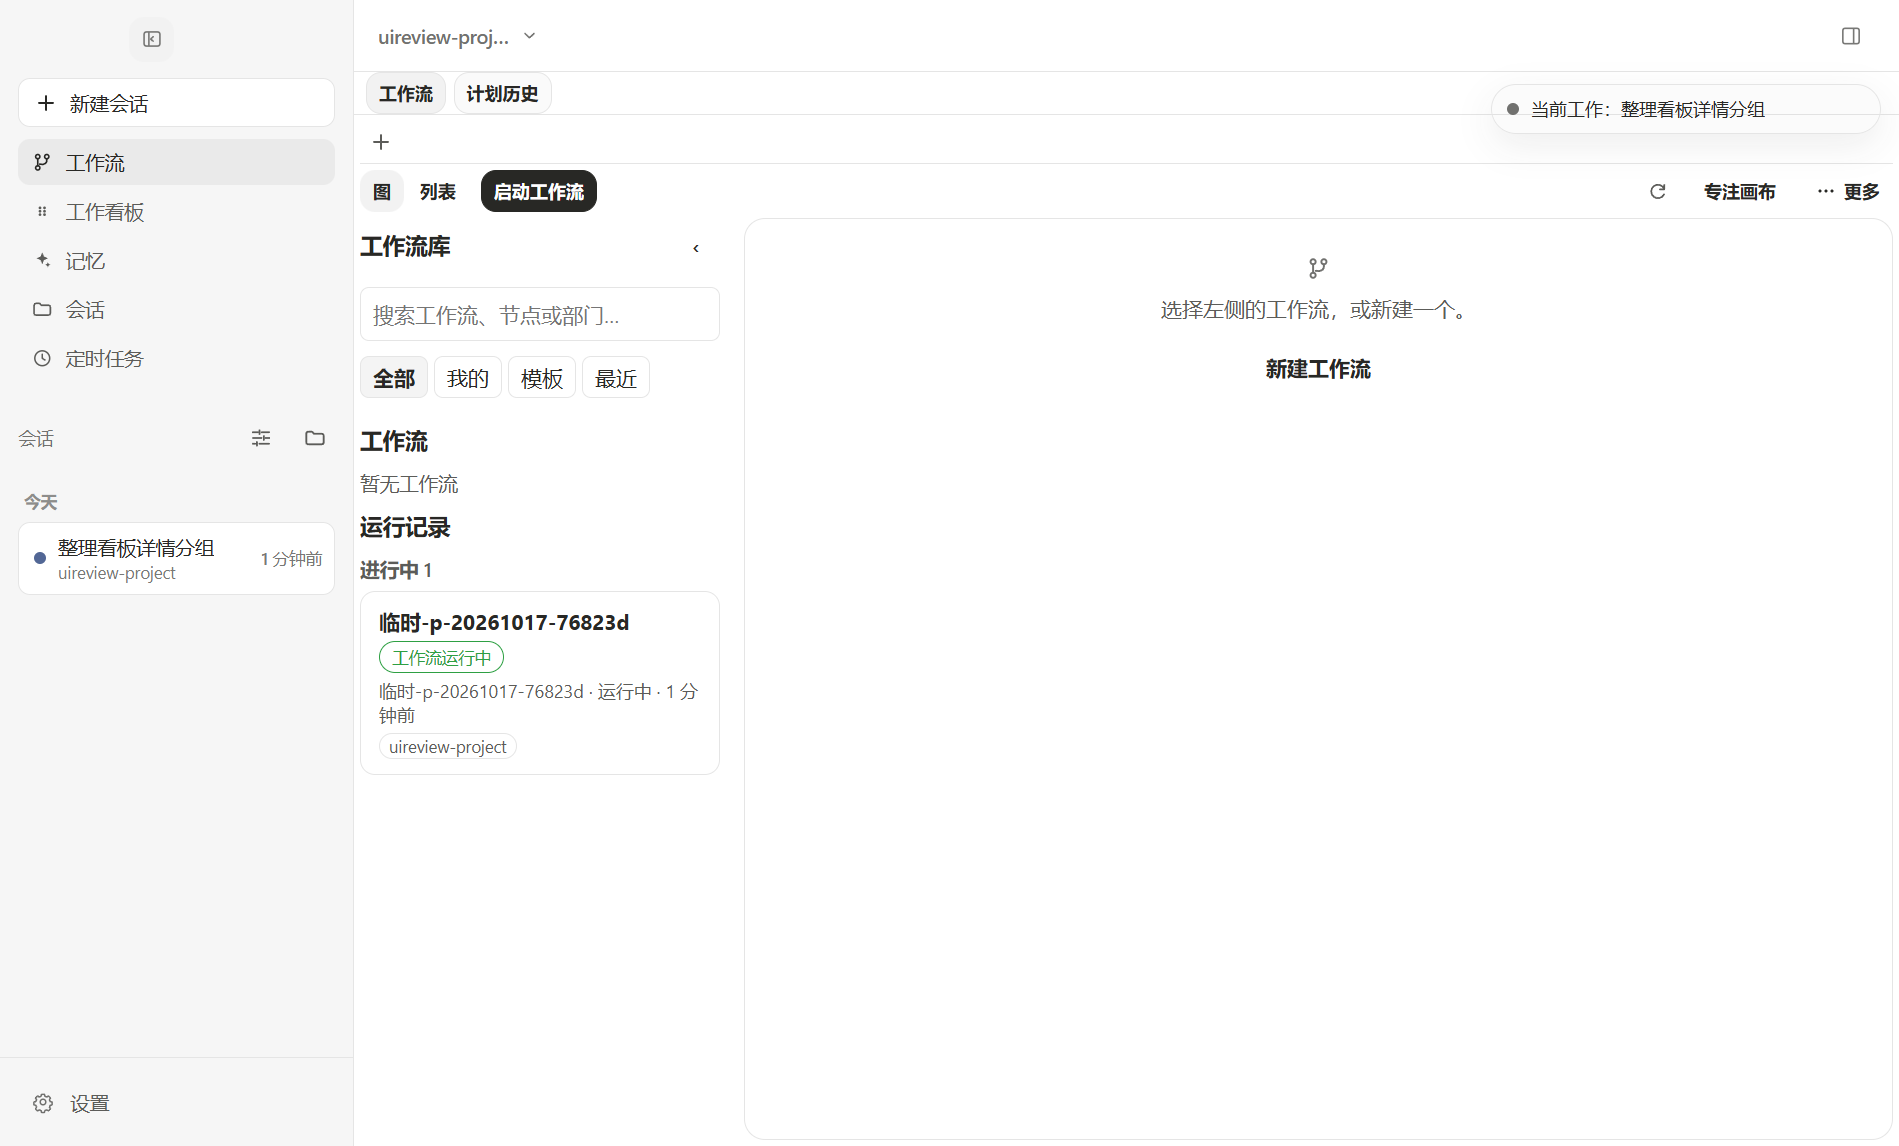 新建会话
工作流
工作看板
记忆
会话
定时任务
会话
今天
整理看板详情分组
uireview-project
1 分钟前
设置
uireview-proj...
工作流
计划历史
当前工作：整理看板详情分组
图
列表
启动工作流
专注画布
更多
工作流库
搜索工作流、节点或部门...
全部
我的
模板
最近
工作流
暂无工作流
运行记录
进行中 1
临时-p-20261017-76823d
工作流运行中
临时-p-20261017-76823d · 运行中 · 1 分
钟前
uireview-project
选择左侧的工作流，或新建一个。
新建工作流